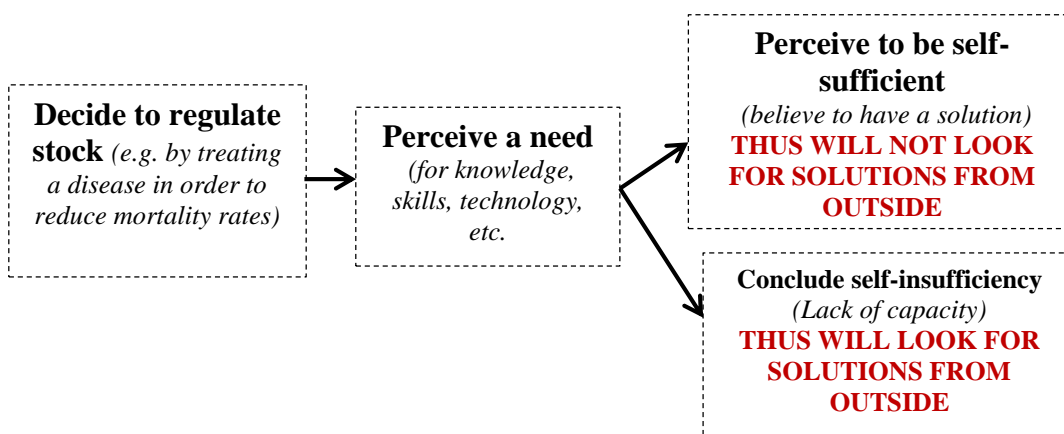 Decide to regulate
stock (e.g. by treating
a disease in order to
reduce mortality rates)
Perceive a need
(for knowledge,
skills, technology,
etc.
Perceive to be self-
sufficient
(believe to have a solution)
THUS WILL NOT LOOK
FOR SOLUTIONS FROM
OUTSIDE
Conclude self-insufficiency
(Lack of capacity)
THUS WILL LOOK FOR
SOLUTIONS FROM
OUTSIDE